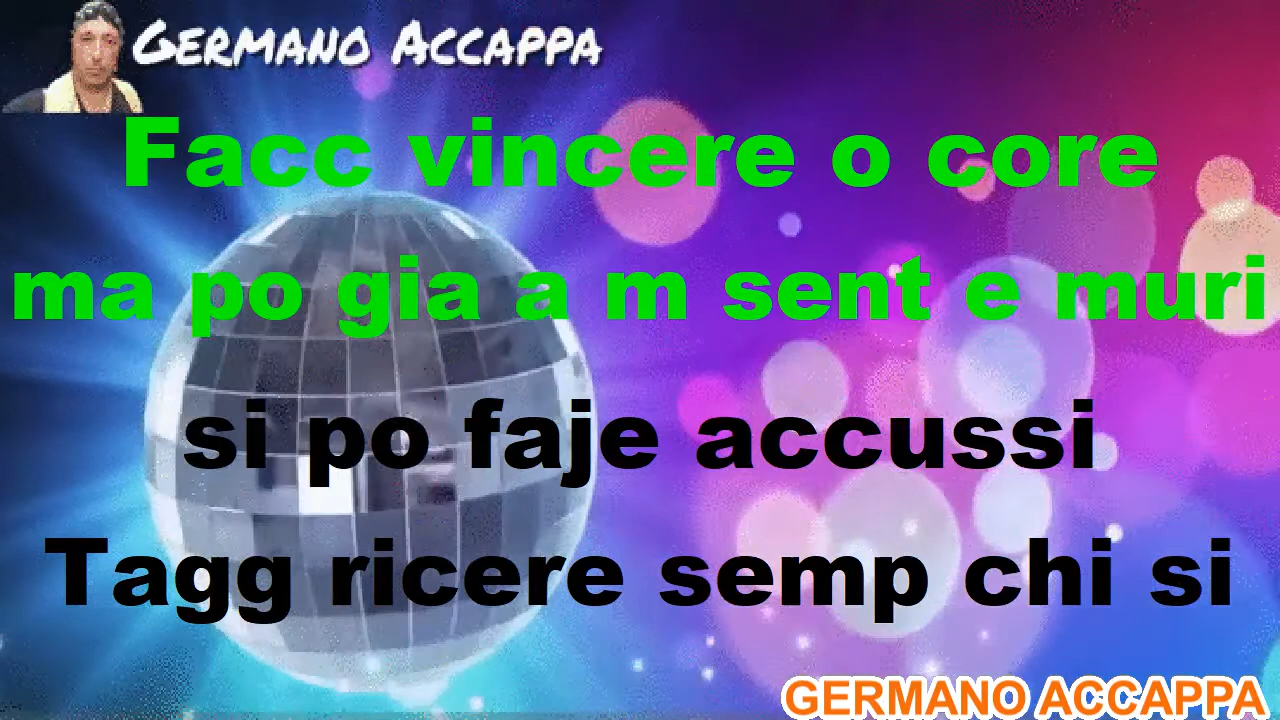 GERMANO ACCAPPA
Facc vincere o core
ma po gia a m sent e muri
si po faje accussi
Tagg ricere semp chi si
GERMANO ACCAPPA